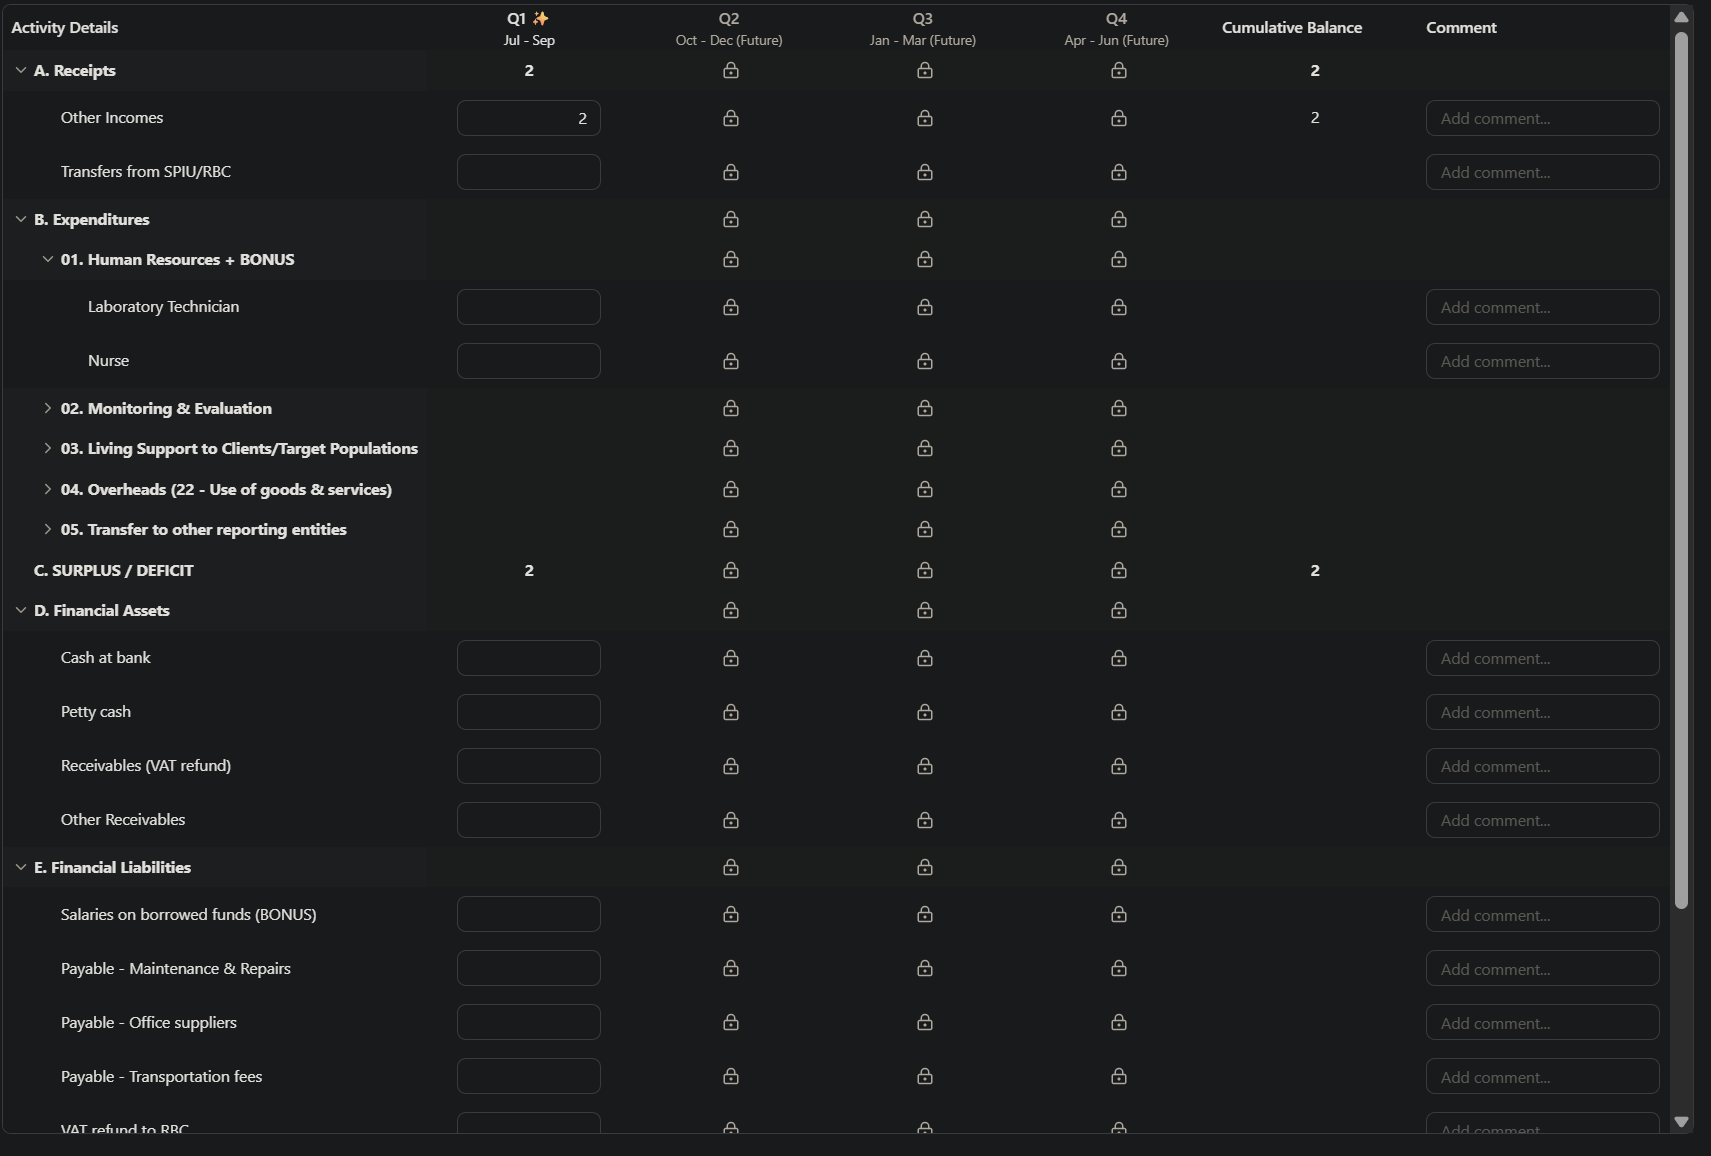 Activity Details Q1 ✨ Q2 Q3 Q4 Cumulative Balance Comment
Jul - Sep Oct - Dec (Future) Jan - Mar (Future) Apr - Jun (Future)
A. Receipts 2 2
Other Incomes 2 2 Add comment...
Transfers from SPIU/RBC Add comment...
B. Expenditures
01. Human Resources + BONUS
Laboratory Technician Add comment...
Nurse Add comment...
02. Monitoring & Evaluation
03. Living Support to Clients/Target Populations
04. Overheads (22 - Use of goods & services)
05. Transfer to other reporting entities
C. SURPLUS / DEFICIT 2 2
D. Financial Assets
Cash at bank Add comment...
Petty cash Add comment...
Receivables (VAT refund) Add comment...
Other Receivables Add comment...
E. Financial Liabilities
Salaries on borrowed funds (BONUS) Add comment...
Payable - Maintenance & Repairs Add comment...
Payable - Office suppliers Add comment...
Payable - Transportation fees Add comment...
VAT refund to RBC Add comment...